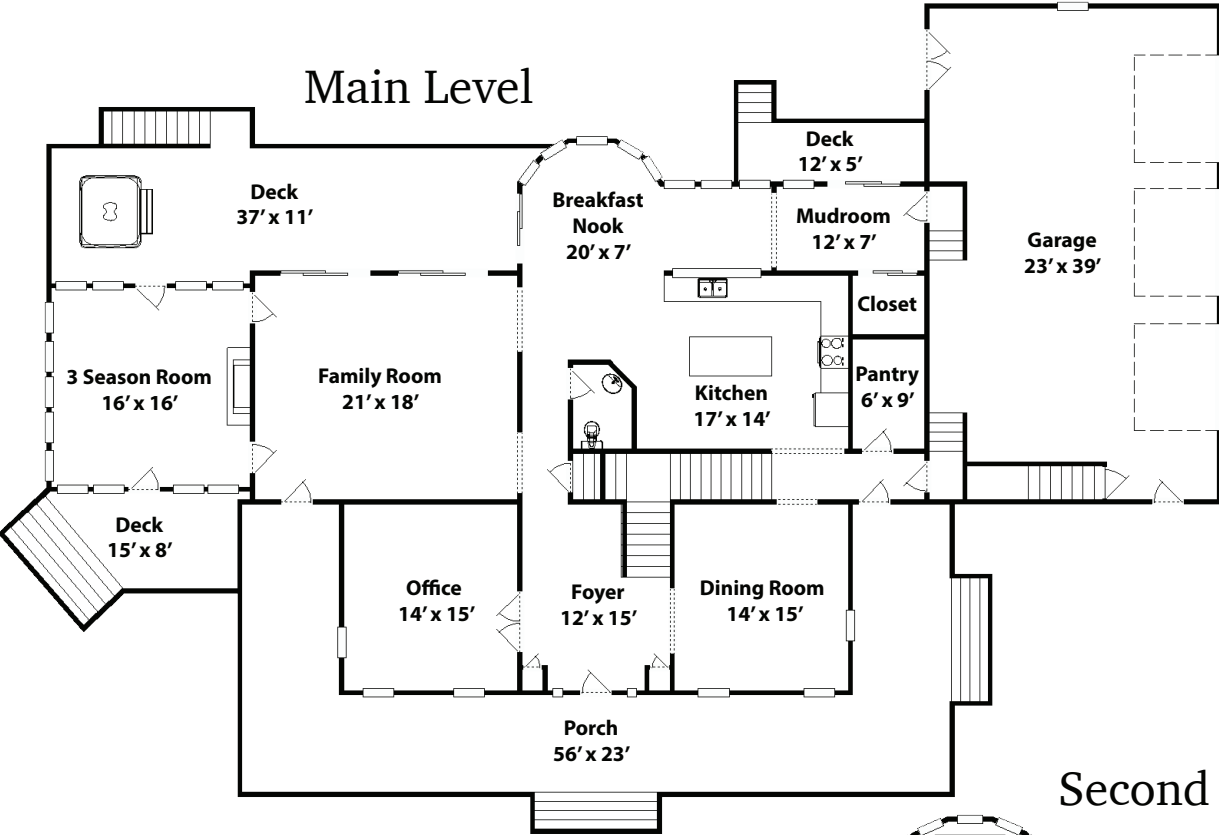 Main Level
Deck
12’ x 5’
Deck
37’ x 11’
Breakfast
Nook
20’ x 7’
Mudroom
12’ x 7’
Garage
23’ x 39’
Closet
3 Season Room
16’ x 16’
Family Room
21’ x 18’
Kitchen
17’ x 14’
Pantry
6’ x 9’
Deck
15’ x 8’
Office
14’ x 15’
Foyer
12’ x 15’
Dining Room
14’ x 15’
Porch
56’ x 23’
Second